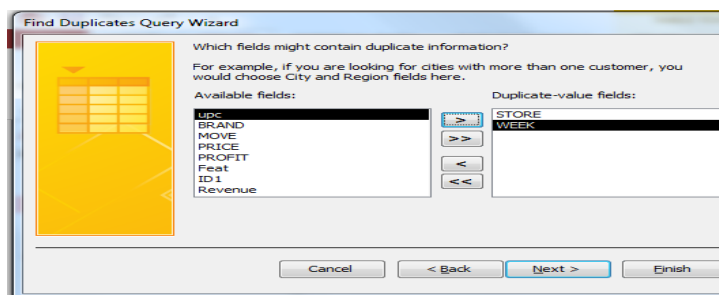 Find Duplicates Query Wizard
Which fields might contain duplicate information?
For example, if you are looking for cities with more than one customer, you
would choose City and Region fields here.
Available fields:
Duplicate-value fields:
upc
BRAND
MOVE
PRICE
PROFIT
Feat
ID1
Revenue
>
>>
<
<<
STORE
WEEK
Cancel
< Back
Next >
Finish